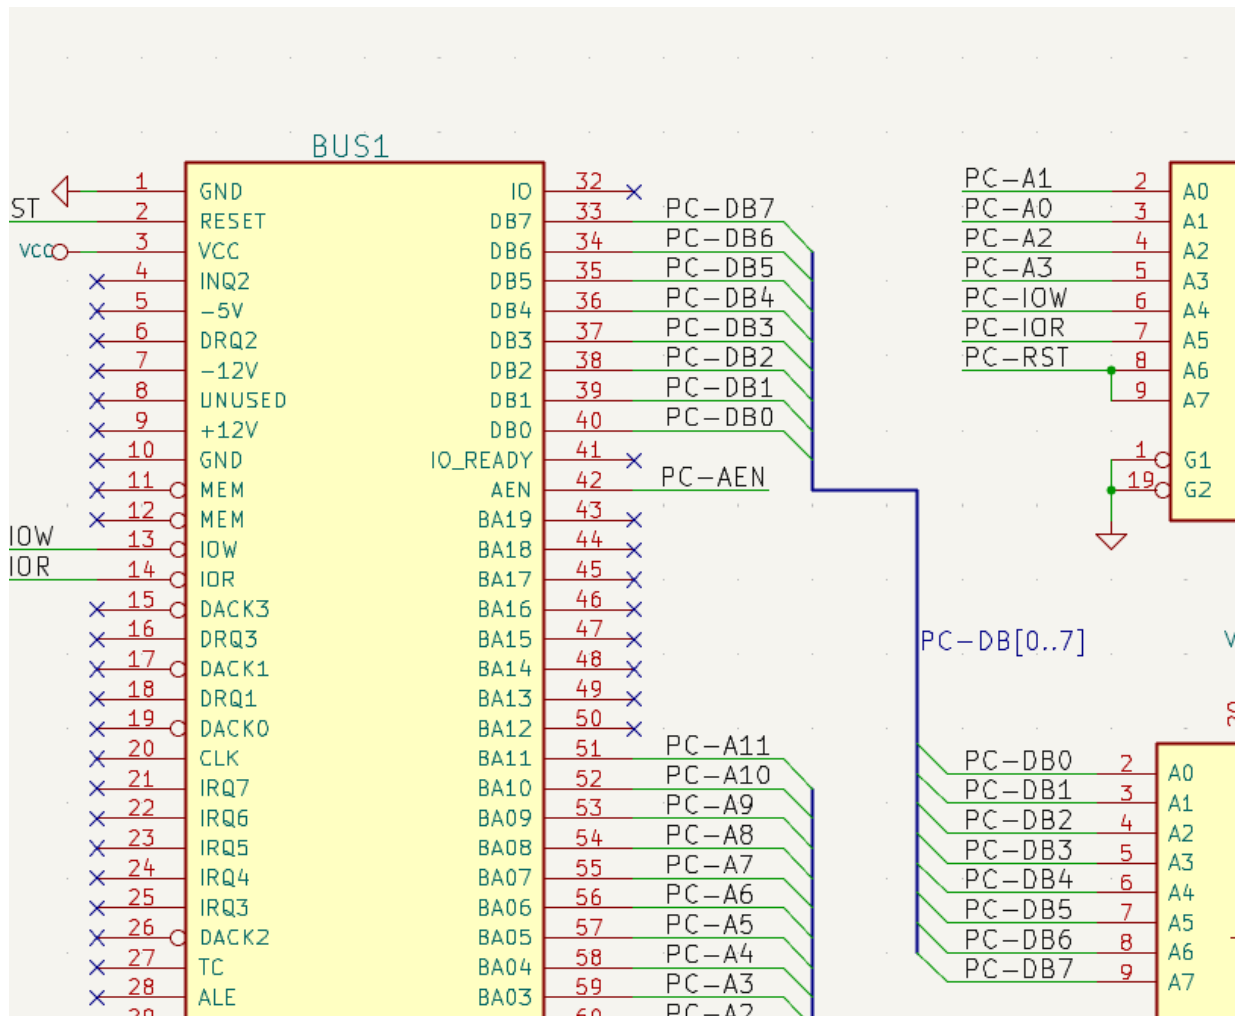 BUS1
1 GND IO 32
ST 2 RESET DB7 33 PC-DB7
VCC 3 VCC DB6 34 PC-DB6
4 INQ2 DB5 35 PC-DB5
5 -5V DB4 36 PC-DB4
6 DRQ2 DB3 37 PC-DB3
7 -12V DB2 38 PC-DB2
8 UNUSED DB1 39 PC-DB1
9 +12V DB0 40 PC-DB0
10 GND IO_READY 41
11 MEM AEN 42 PC-AEN
12 MEM BA19 43
IOW 13 IOW BA18 44
IOR 14 IOR BA17 45
15 DACK3 BA16 46
16 DRQ3 BA15 47
17 DACK1 BA14 48
18 DRQ1 BA13 49
19 DACK0 BA12 50
20 CLK BA11 51 PC-A11
21 IRQ7 BA10 52 PC-A10
22 IRQ6 BA09 53 PC-A9
23 IRQ5 BA08 54 PC-A8
24 IRQ4 BA07 55 PC-A7
25 IRQ3 BA06 56 PC-A6
26 DACK2 BA05 57 PC-A5
27 TC BA04 58 PC-A4
28 ALE BA03 59 PC-A3
PC-A2
PC-A1 2 A0
PC-A0 3 A1
PC-A2 4 A2
PC-A3 5 A3
PC-IOW 6 A4
PC-IOR 7 A5
PC-RST 8 A6
9 A7
1 G1
19 G2
PC-DB[0..7]
V
PC-DB0 2 A0
PC-DB1 3 A1
PC-DB2 4 A2
PC-DB3 5 A3
PC-DB4 6 A4
PC-DB5 7 A5
PC-DB6 8 A6
PC-DB7 9 A7